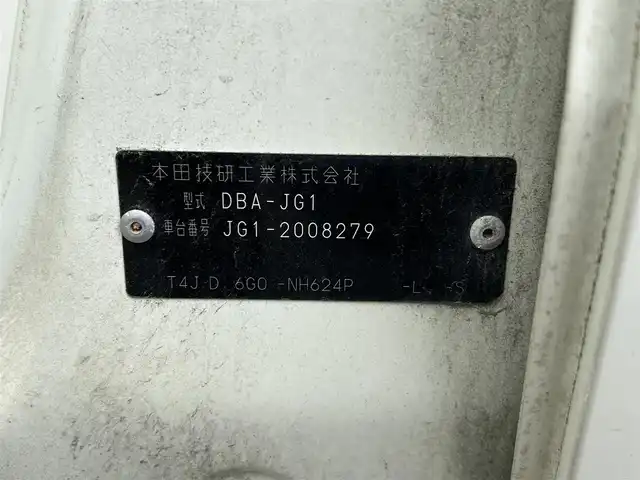 本田技研工業株式会社
型式 DBA-JG1
車台番号 JG1-2008279
T4J D 6G0 -NH624P -L -S